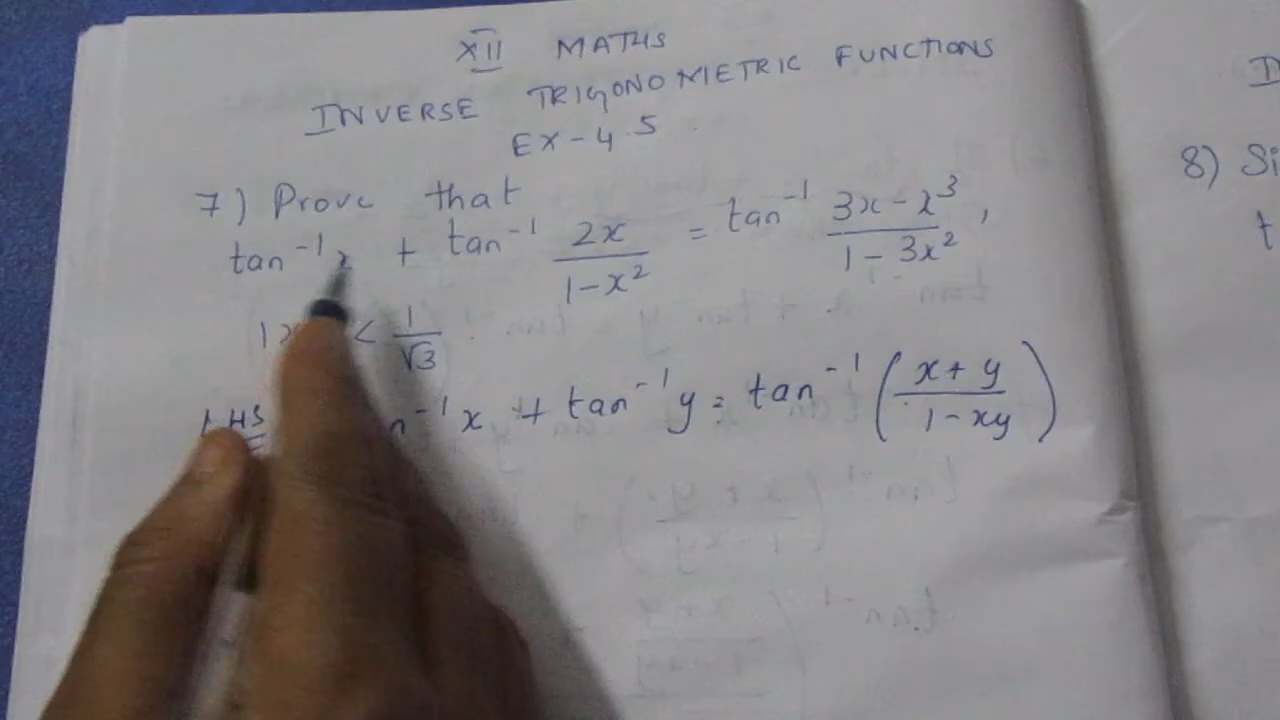 XII MATHS
INVERSE TRIGONOMETRIC FUNCTIONS
EX-4.5
7) Prove that
tan⁻¹x + tan⁻¹ 2x/(1-x²) = tan⁻¹ (3x-x³)/(1-3x²),
< 1/√3
LHS n⁻¹x + tan⁻¹y = tan⁻¹((x+y)/(1-xy))
8) Si
t